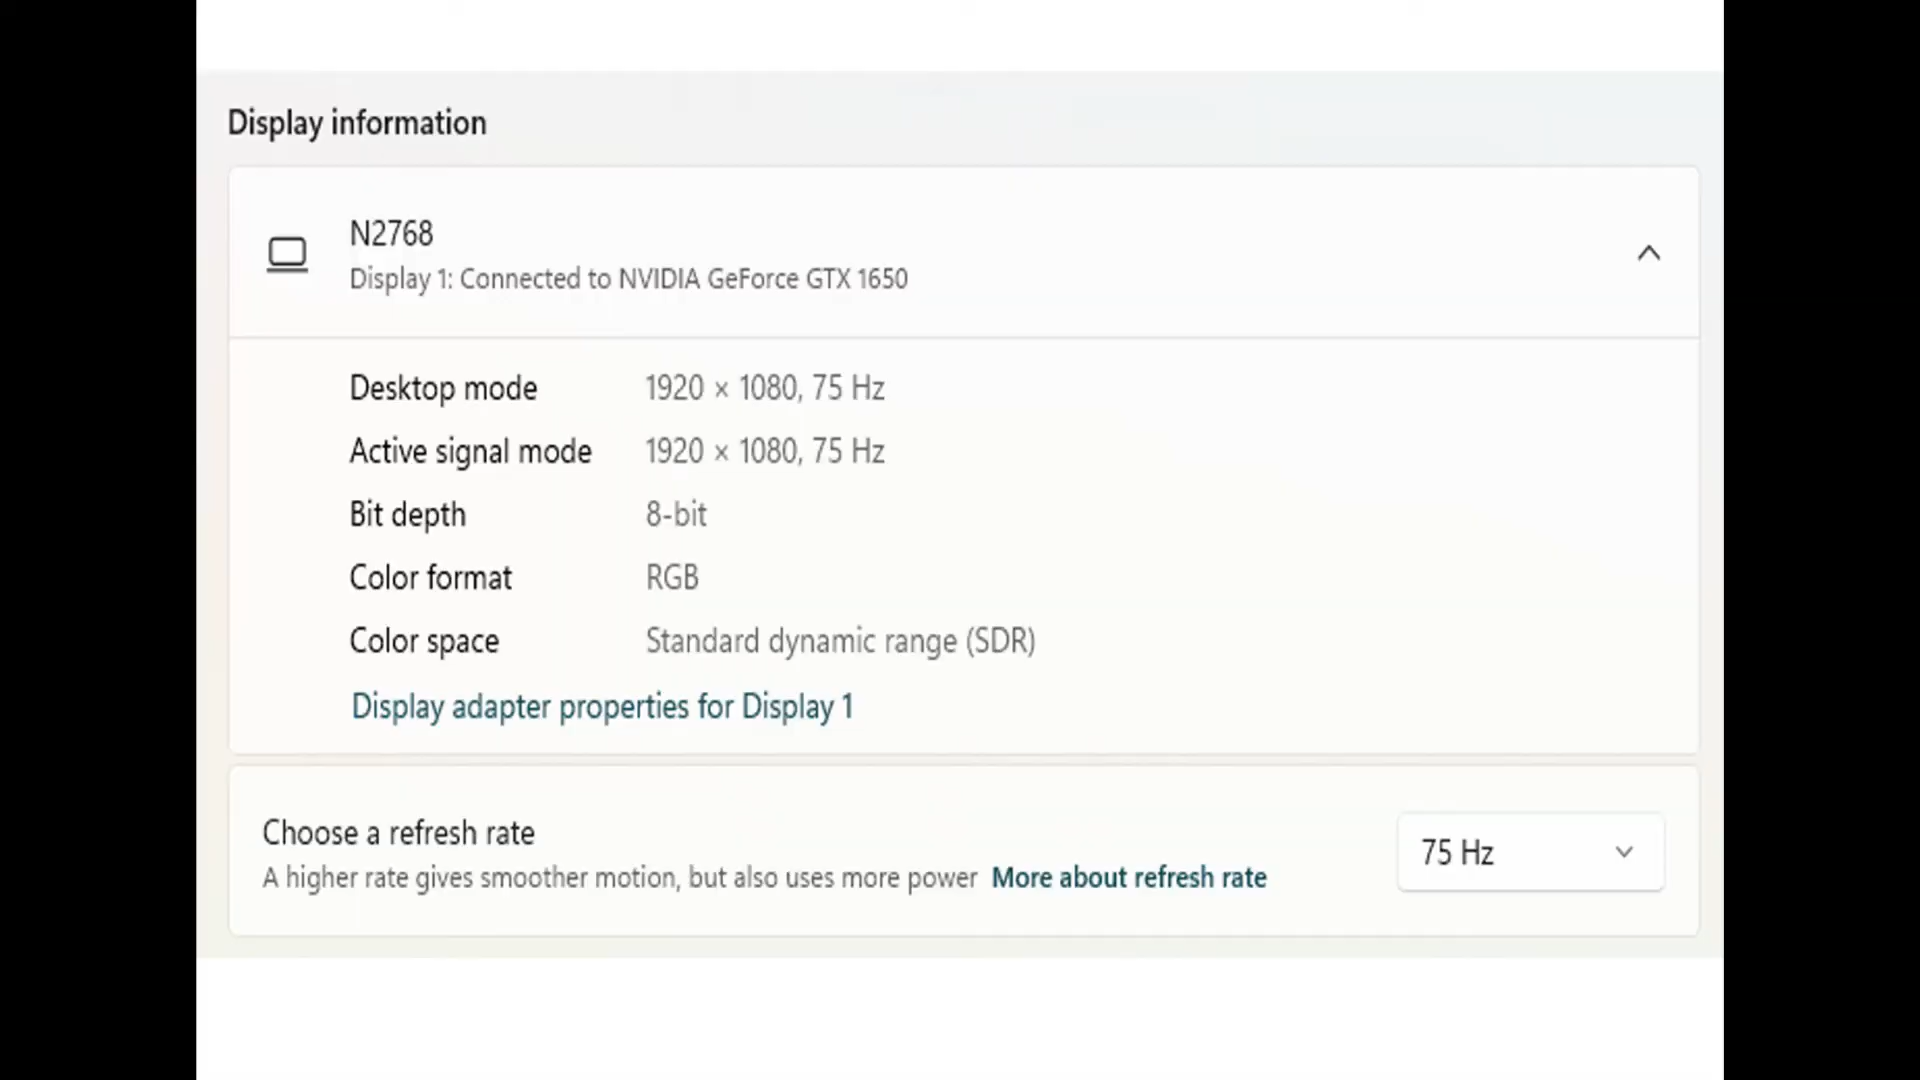 Display information
N2768
Display 1: Connected to NVIDIA GeForce GTX 1650
Desktop mode 1920 × 1080, 75 Hz
Active signal mode 1920 × 1080, 75 Hz
Bit depth 8-bit
Color format RGB
Color space Standard dynamic range (SDR)
Display adapter properties for Display 1
Choose a refresh rate
A higher rate gives smoother motion, but also uses more power More about refresh rate
75 Hz